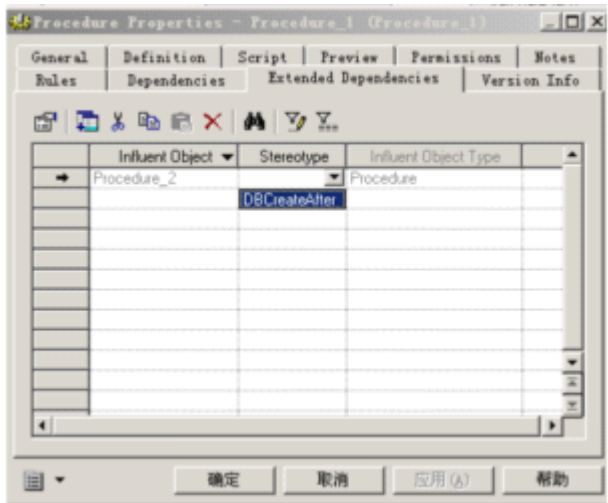 Procedure Properties - Procedure_1 (Procedure_1)
General Definition Script Preview Permissions Notes
Rules Dependencies Extended Dependencies Version Info
Influent Object Stereotype Influent Object Type
Procedure_2 Procedure
DBCreateAfter
确定 取消 应用(A) 帮助